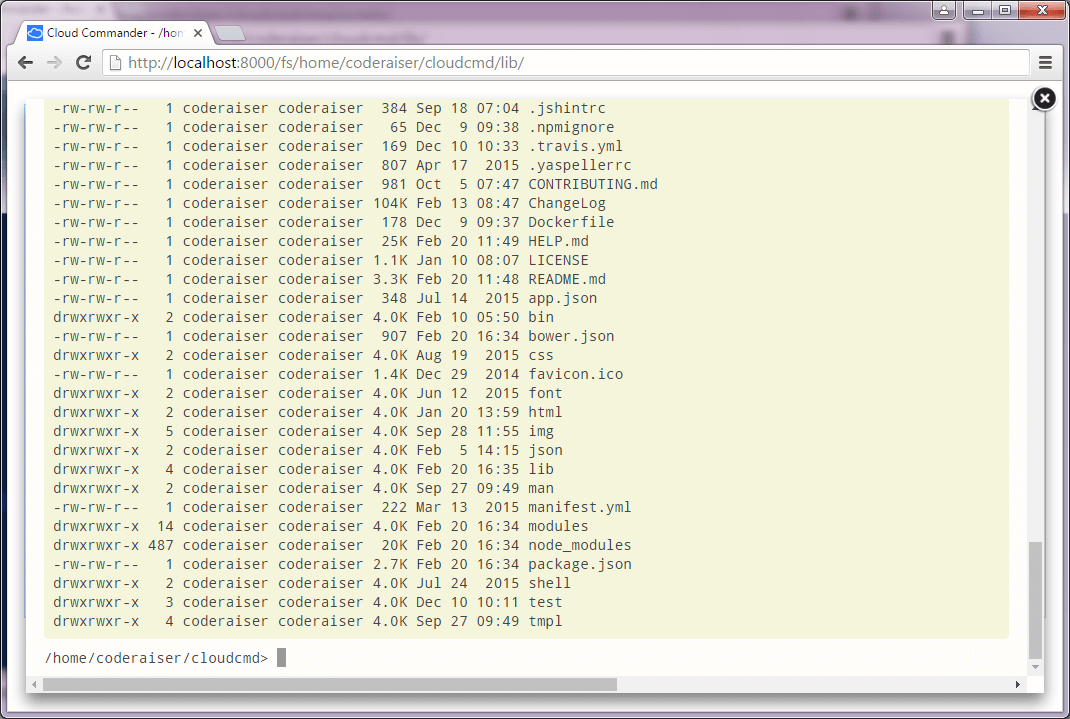 Cloud Commander - /hom
http://localhost:8000/fs/home/coderaiser/cloudcmd/lib/
-rw-rw-r--   1 coderaiser coderaiser  384 Sep 18 07:04 .jshintrc
-rw-rw-r--   1 coderaiser coderaiser   65 Dec  9 09:38 .npmignore
-rw-rw-r--   1 coderaiser coderaiser  169 Dec 10 10:33 .travis.yml
-rw-rw-r--   1 coderaiser coderaiser  807 Apr 17  2015 .yaspellerrc
-rw-rw-r--   1 coderaiser coderaiser  981 Oct  5 07:47 CONTRIBUTING.md
-rw-rw-r--   1 coderaiser coderaiser 104K Feb 13 08:47 ChangeLog
-rw-rw-r--   1 coderaiser coderaiser  178 Dec  9 09:37 Dockerfile
-rw-rw-r--   1 coderaiser coderaiser  25K Feb 20 11:49 HELP.md
-rw-rw-r--   1 coderaiser coderaiser 1.1K Jan 10 08:07 LICENSE
-rw-rw-r--   1 coderaiser coderaiser 3.3K Feb 20 11:48 README.md
-rw-rw-r--   1 coderaiser coderaiser  348 Jul 14  2015 app.json
drwxrwxr-x   2 coderaiser coderaiser 4.0K Feb 10 05:50 bin
-rw-rw-r--   1 coderaiser coderaiser  907 Feb 20 16:34 bower.json
drwxrwxr-x   2 coderaiser coderaiser 4.0K Aug 19  2015 css
-rw-rw-r--   1 coderaiser coderaiser 1.4K Dec 29  2014 favicon.ico
drwxrwxr-x   2 coderaiser coderaiser 4.0K Jun 12  2015 font
drwxrwxr-x   2 coderaiser coderaiser 4.0K Jan 20 13:59 html
drwxrwxr-x   5 coderaiser coderaiser 4.0K Sep 28 11:55 img
drwxrwxr-x   2 coderaiser coderaiser 4.0K Feb  5 14:15 json
drwxrwxr-x   4 coderaiser coderaiser 4.0K Feb 20 16:35 lib
drwxrwxr-x   2 coderaiser coderaiser 4.0K Sep 27 09:49 man
-rw-rw-r--   1 coderaiser coderaiser  222 Mar 13  2015 manifest.yml
drwxrwxr-x  14 coderaiser coderaiser 4.0K Feb 20 16:34 modules
drwxrwxr-x 487 coderaiser coderaiser  20K Feb 20 16:34 node_modules
-rw-rw-r--   1 coderaiser coderaiser 2.7K Feb 20 16:34 package.json
drwxrwxr-x   2 coderaiser coderaiser 4.0K Jul 24  2015 shell
drwxrwxr-x   3 coderaiser coderaiser 4.0K Dec 10 10:11 test
drwxrwxr-x   4 coderaiser coderaiser 4.0K Sep 27 09:49 tmpl
/home/coderaiser/cloudcmd>